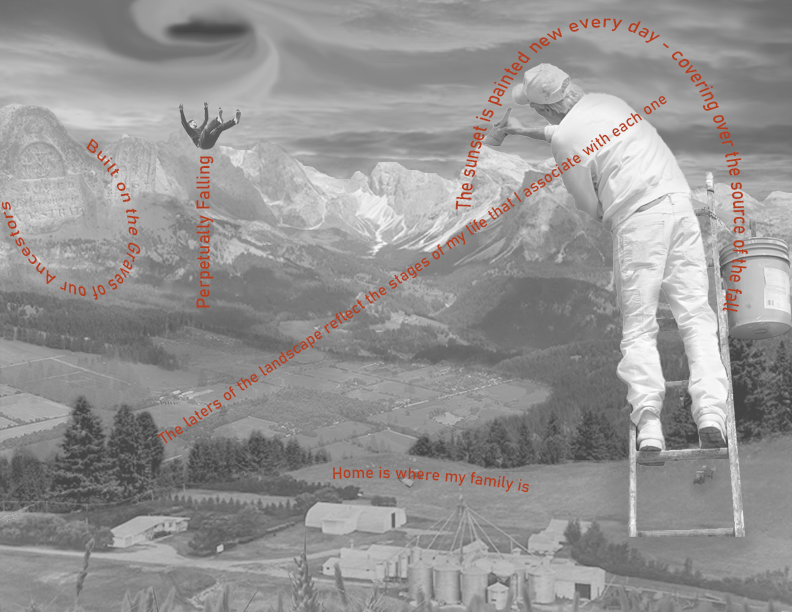 The sunset is painted new every day - covering over the source of the fall
Built on the Graves of our Ancestors
Perpetually Falling
The laters of the landscape reflect the stages of my life that I associate with each one
Home is where my family is